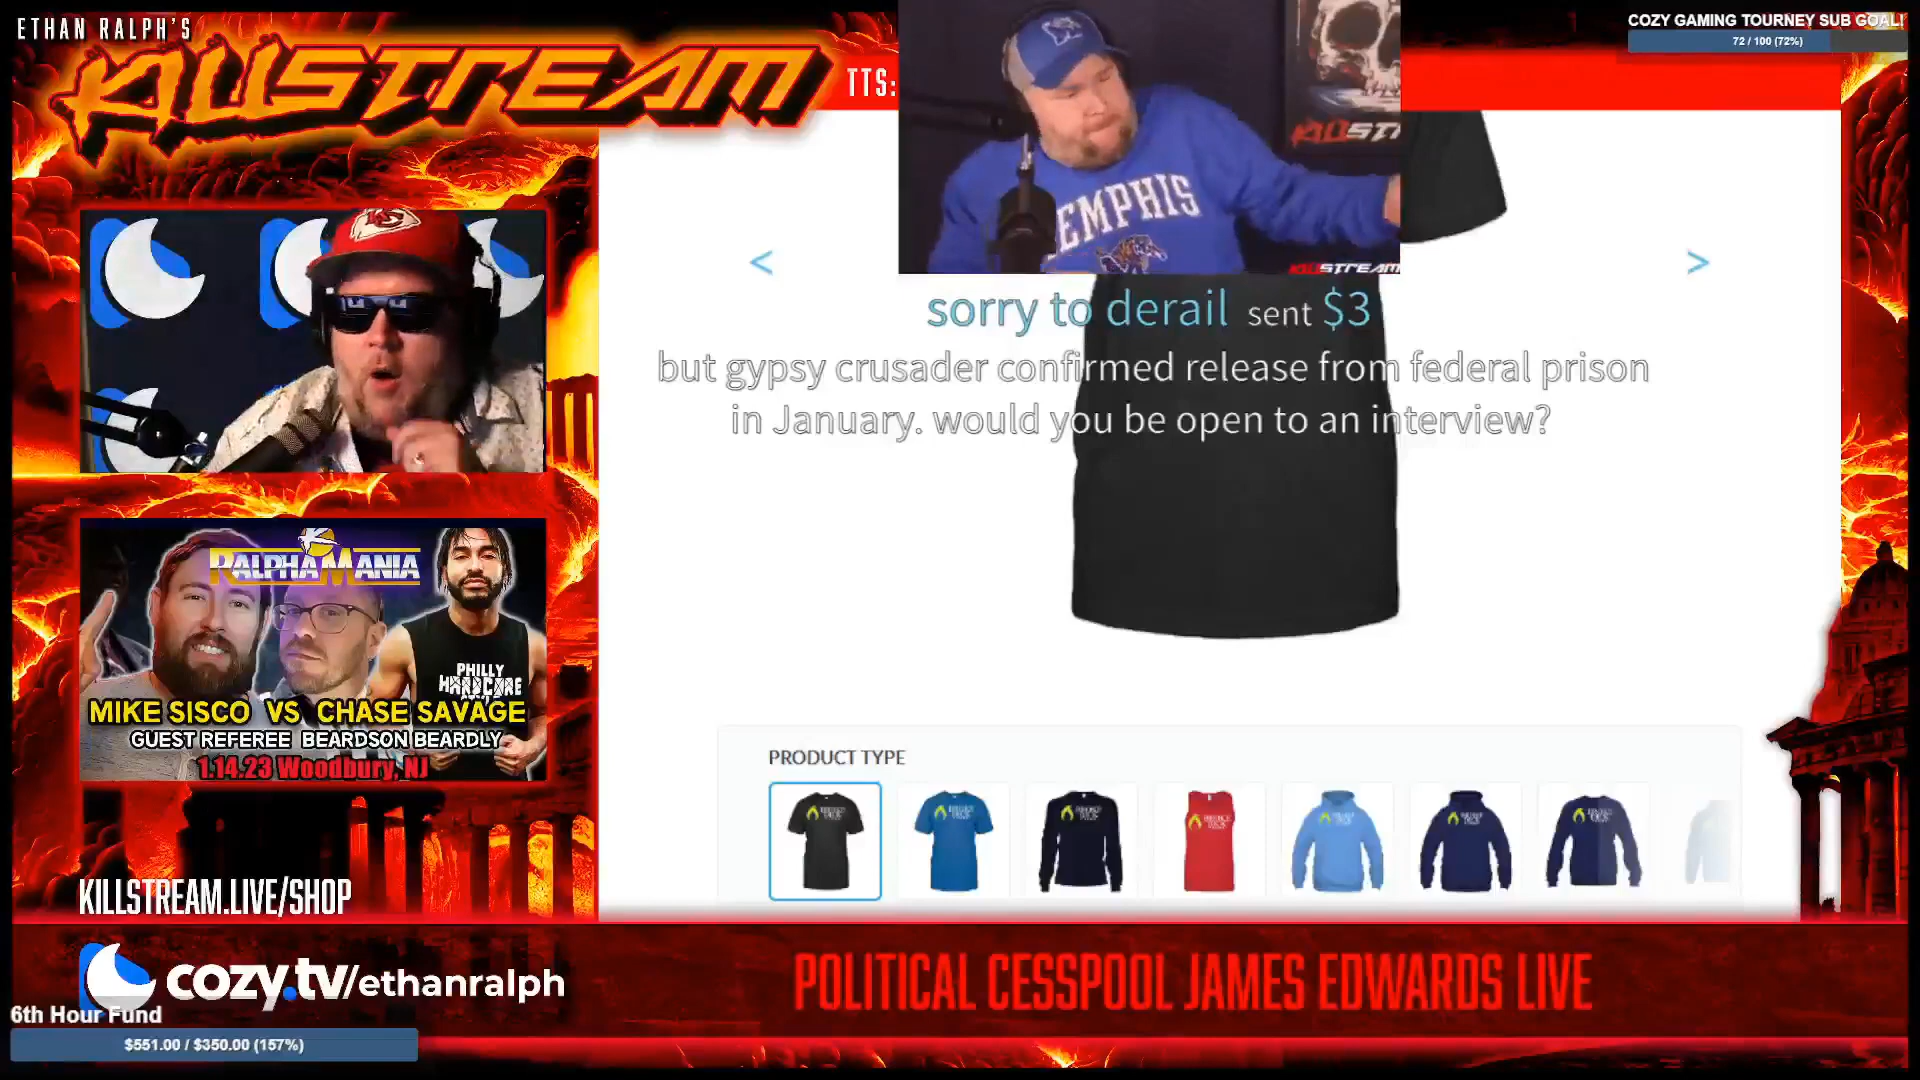 ETHAN RALPH'S
KILLSTREAM
TTS:
COZY GAMING TOURNEY SUB GOAL!
72 / 100 (72%)
KILLST
EMPHIS
KILLSTREAM
KC
<
>
sorry to derail sent $3
but gypsy crusader confirmed release from federal prison
in January. would you be open to an interview?
RALPHAMANIA
PHILLY
HARDCORE
MIKE SISCO VS CHASE SAVAGE
GUEST REFEREE BEARDSON BEARDLY
1.14.23 Woodbury, NJ
PRODUCT TYPE
KILLSTREAM.LIVE/SHOP
cozy.tv/ethanralph
POLITICAL CESSPOOL JAMES EDWARDS LIVE
6th Hour Fund
$551.00 / $350.00 (157%)